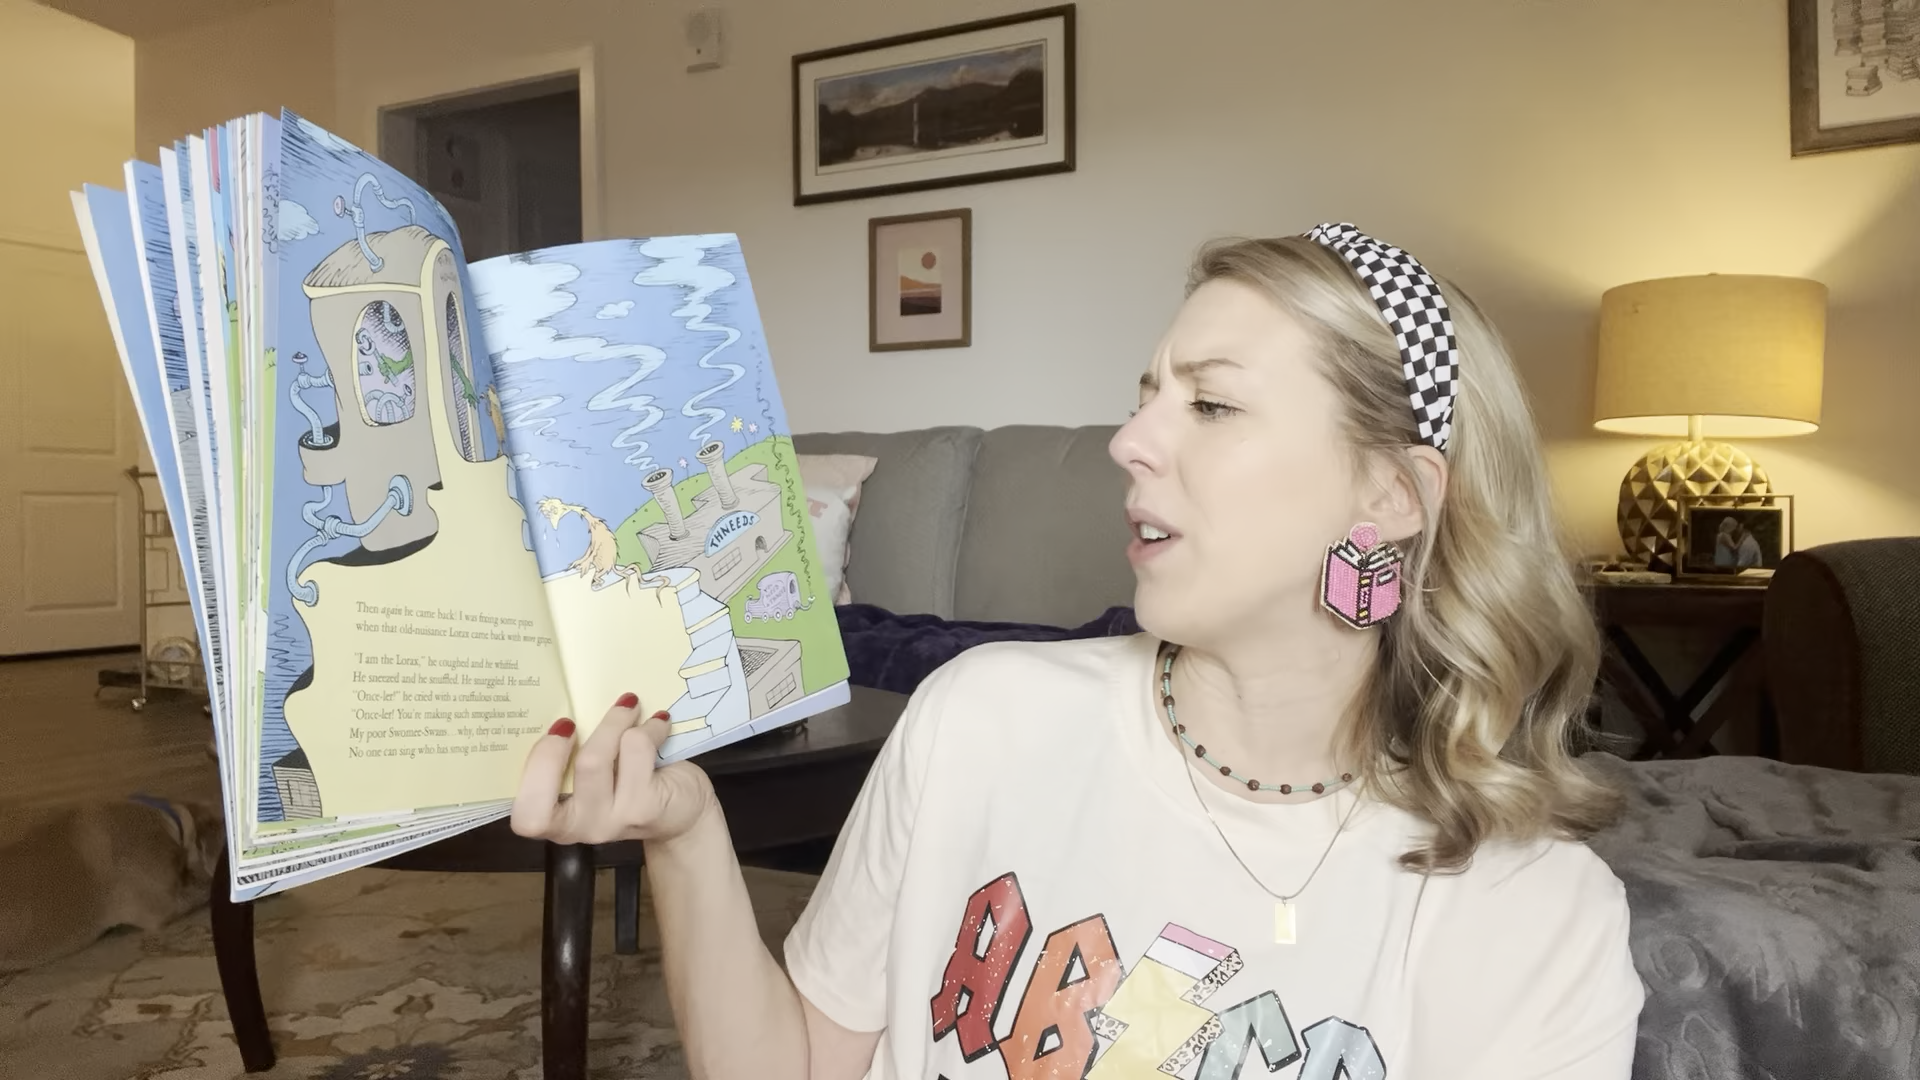 Then again he came back! I was fixing some pipes
when that old-nuisance Lorax came back with more gripes.
"I am the Lorax," he coughed and he whiffed.
He sneezed and he snuffled. He snarggled. He sniffed.
"Once-ler!" he cried with a cruffulous croak.
"Once-ler! You're making such smogulous smoke!
My poor Swomee-Swans...why, they can't sing a note!
No one can sing who has smog in his throat.
THNEEDS
ABC